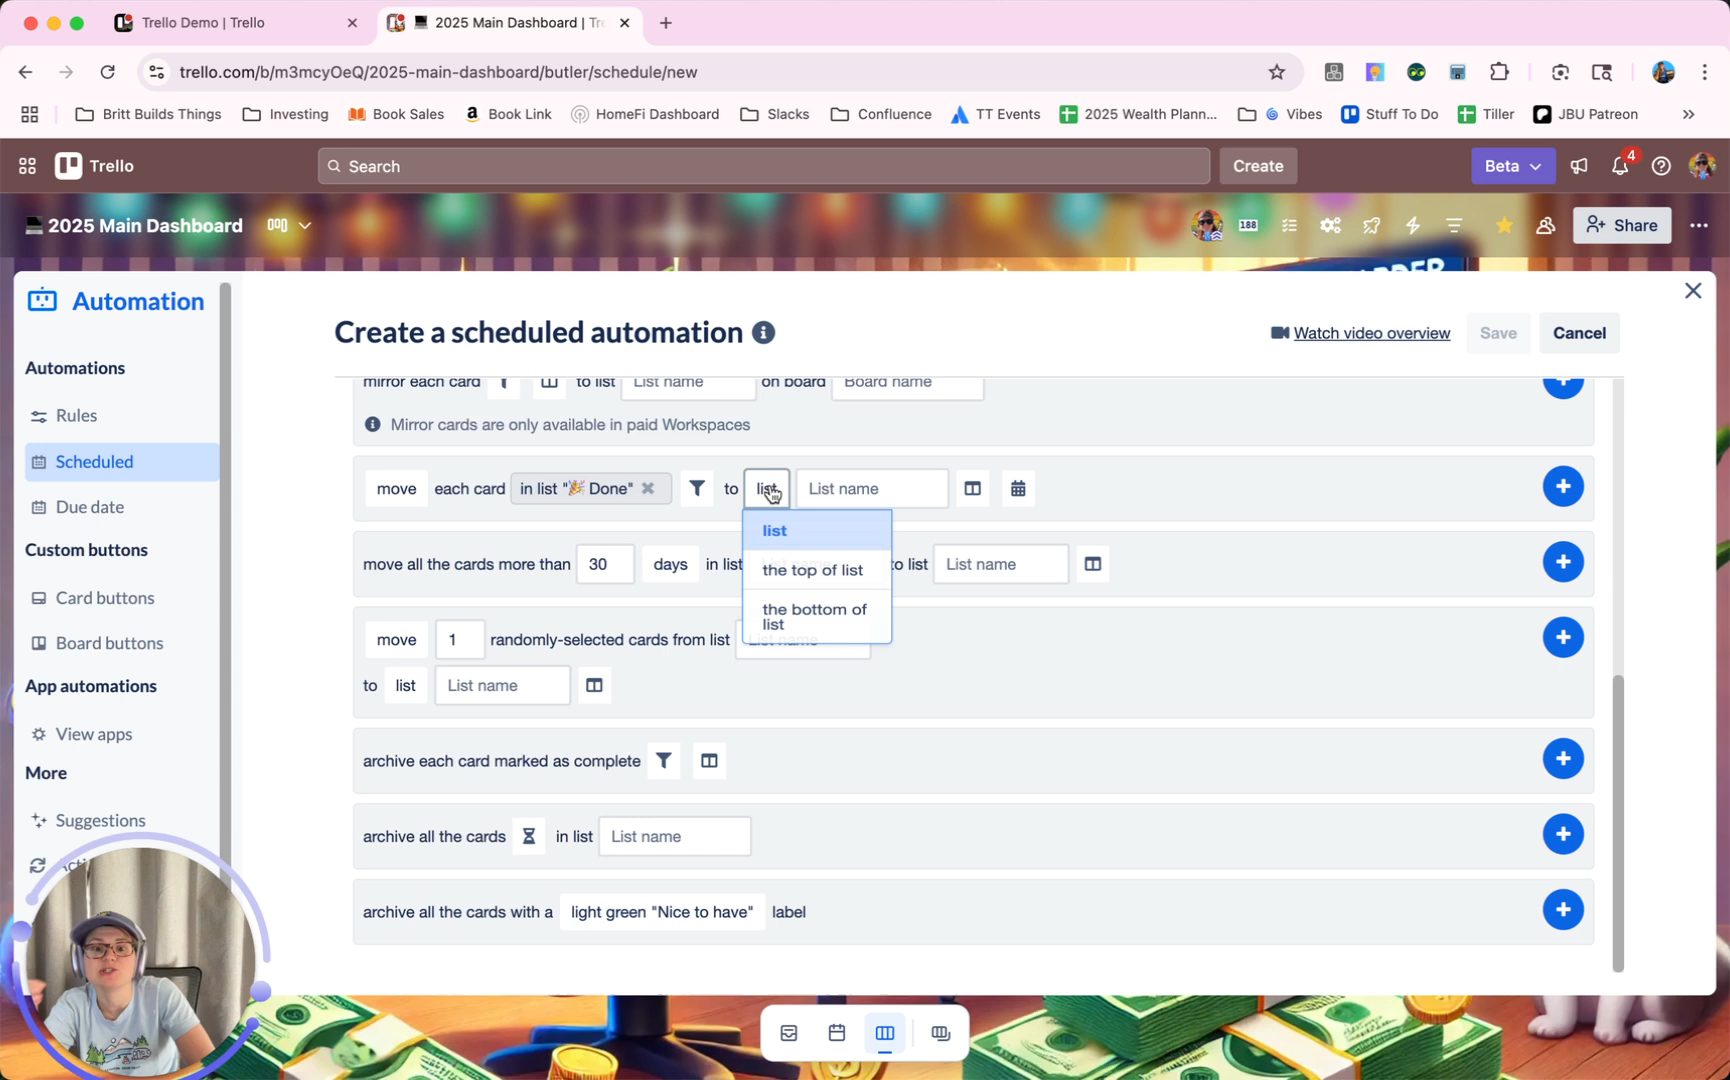 Trello Demo | Trello
2025 Main Dashboard | Tre
trello.com/b/m3mcyOeQ/2025-main-dashboard/butler/schedule/new
Britt Builds Things
Investing
Book Sales
Book Link
HomeFi Dashboard
Slacks
Confluence
TT Events
2025 Wealth Plann...
Vibes
Stuff To Do
Tiller
JBU Patreon
Trello
Search
Create
Beta
4
2025 Main Dashboard
188
Share
Automation
Automations
Rules
Scheduled
Due date
Custom buttons
Card buttons
Board buttons
App automations
View apps
More
Suggestions
Create a scheduled automation
Watch video overview
Save
Cancel
mirror each card to list List name on board Board name
Mirror cards are only available in paid Workspaces
move each card in list "🎉 Done" to list List name
list
the top of list
the bottom of
list
move all the cards more than 30 days in list to list List name
move 1 randomly-selected cards from list List name
to list List name
archive each card marked as complete
archive all the cards in list List name
archive all the cards with a light green "Nice to have" label